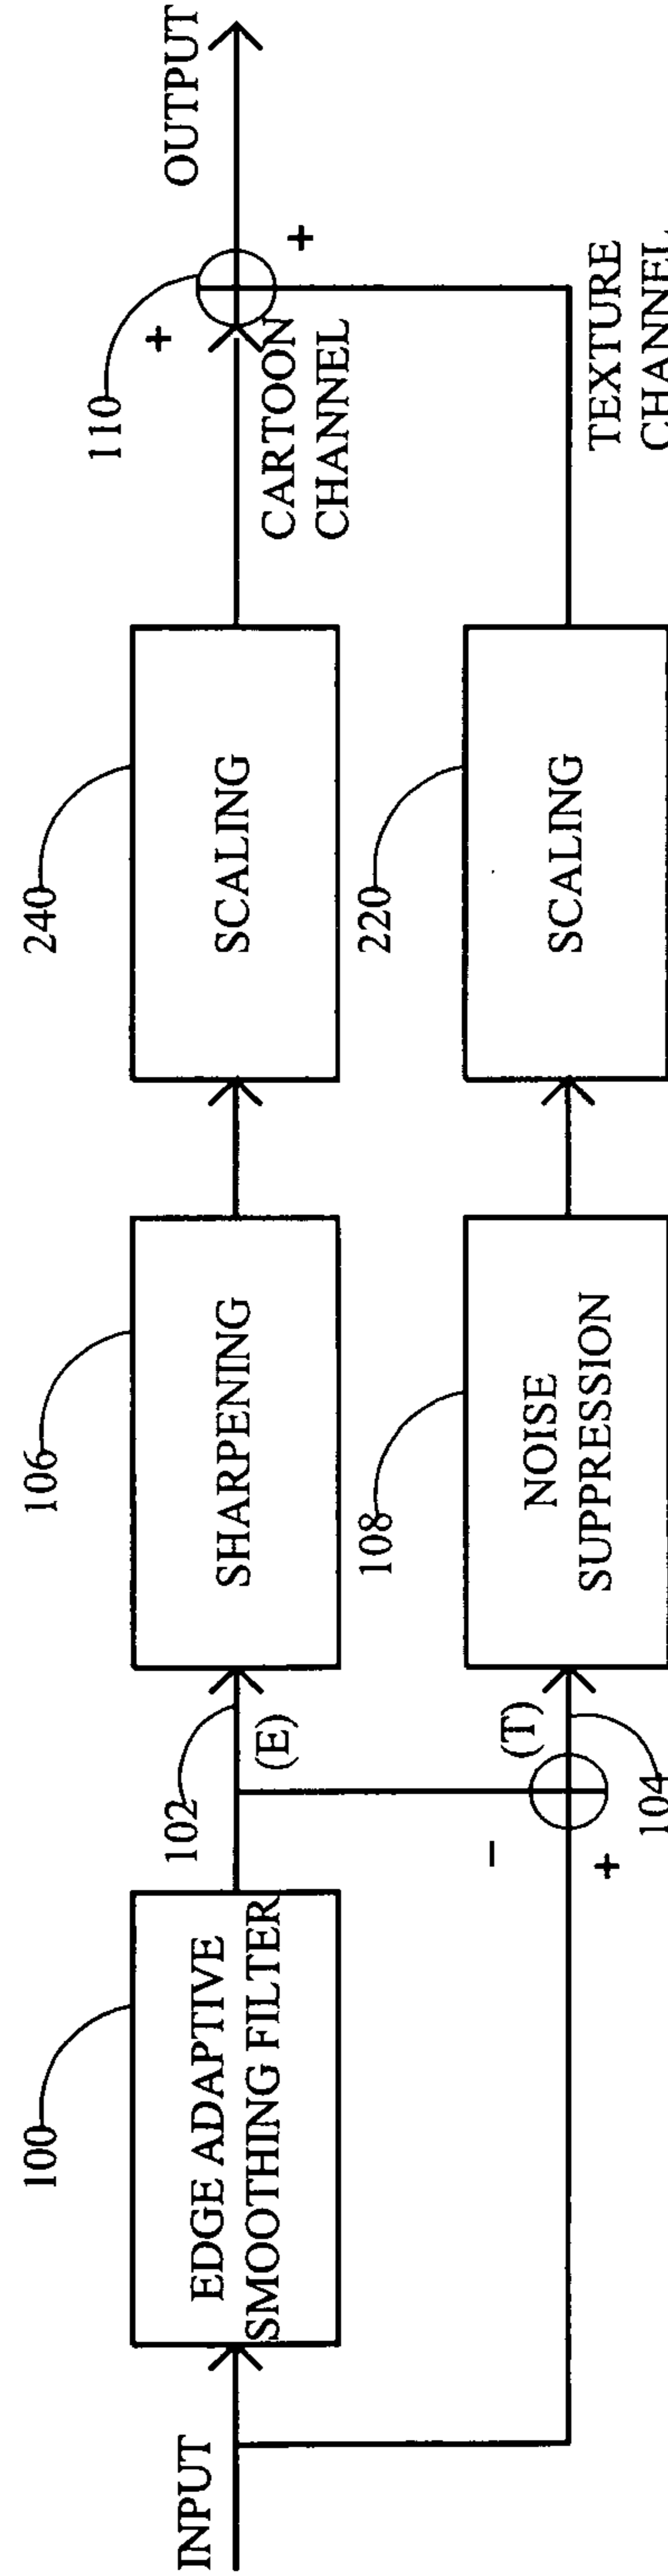 INPUT
100
EDGE ADAPTIVE
SMOOTHING FILTER
102
(E)
106
SHARPENING
240
SCALING
CARTOON
CHANNEL
110
+
+
OUTPUT
−
+
(T)
104
108
NOISE
SUPPRESSION
220
SCALING
TEXTURE
CHANNEL